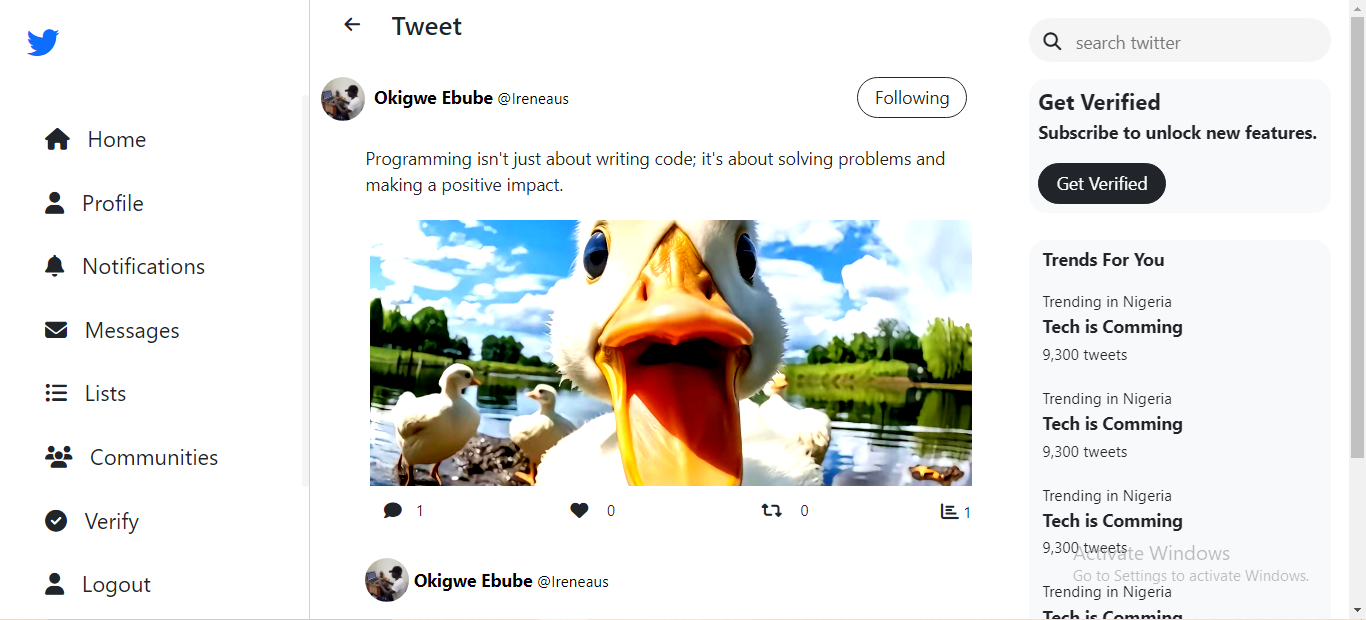 Tweet
Home
Profile
Notifications
Messages
Lists
Communities
Verify
Logout
Okigwe Ebube @Ireneaus
Following
Programming isn't just about writing code; it's about solving problems and
making a positive impact.
1
0
0
1
Okigwe Ebube @Ireneaus
search twitter
Get Verified
Subscribe to unlock new features.
Get Verified
Trends For You
Trending in Nigeria
Tech is Comming
9,300 tweets
Trending in Nigeria
Tech is Comming
9,300 tweets
Trending in Nigeria
Tech is Comming
9,300 tweets
Activate Windows
Go to Settings to activate Windows.
Trending in Nigeria
Tech is Comming